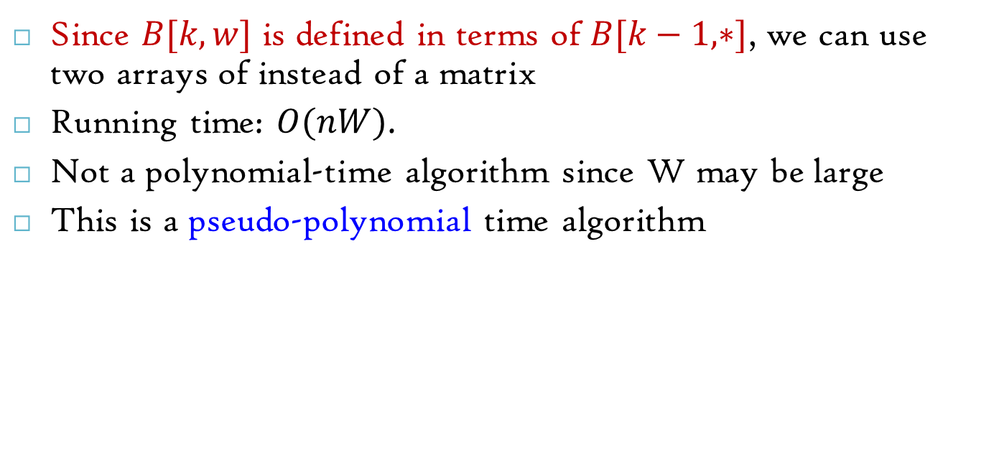 Since B[k, w] is defined in terms of B[k − 1,∗], we can use
two arrays of instead of a matrix
Running time: O(nW).
Not a polynomial-time algorithm since W may be large
This is a pseudo-polynomial time algorithm